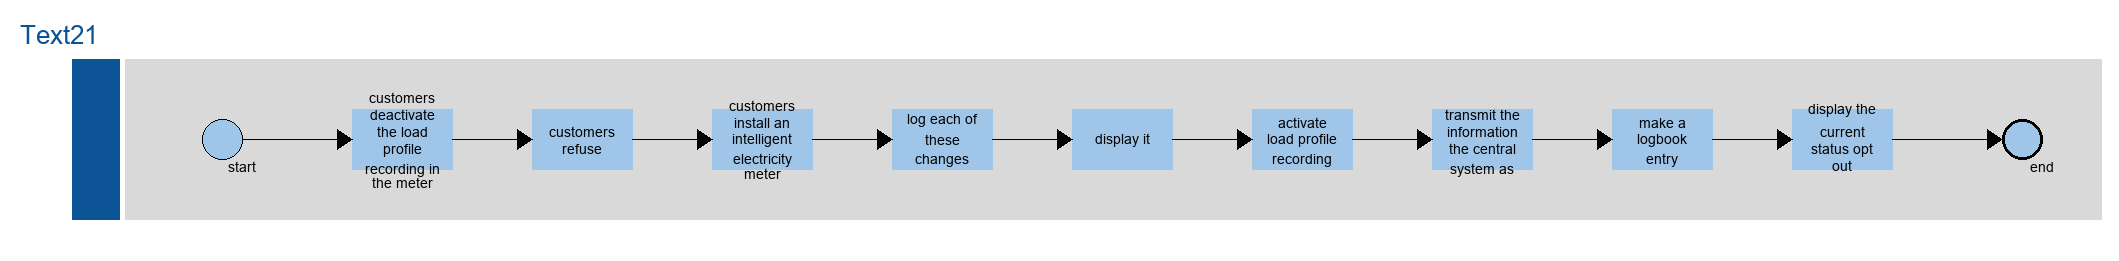 Text21
start
customers
deactivate
the load
profile
recording in
the meter
customers
refuse
customers
install an
intelligent
electricity
meter
log each of
these
changes
display it
activate
load profile
recording
transmit the
information
the central
system as
make a
logbook
entry
display the
current
status opt
out
end